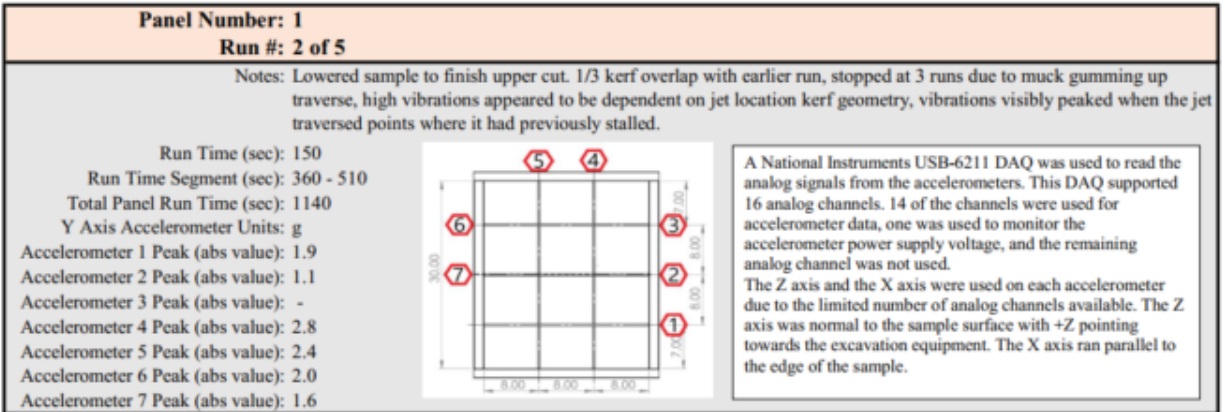 Panel Number: 1
Run #: 2 of 5
Notes: Lowered sample to finish upper cut. 1/3 kerf overlap with earlier run, stopped at 3 runs due to muck gumming up
traverse, high vibrations appeared to be dependent on jet location kerf geometry, vibrations visibly peaked when the jet
traversed points where it had previously stalled.
Run Time (sec): 150
Run Time Segment (sec): 360 - 510
Total Panel Run Time (sec): 1140
Y Axis Accelerometer Units: g
Accelerometer 1 Peak (abs value): 1.9
Accelerometer 2 Peak (abs value): 1.1
Accelerometer 3 Peak (abs value): -
Accelerometer 4 Peak (abs value): 2.8
Accelerometer 5 Peak (abs value): 2.4
Accelerometer 6 Peak (abs value): 2.0
Accelerometer 7 Peak (abs value): 1.6
5 4
7.00
6 3
8.00
30.00
7 2
8.00
1
7.00
8.00 8.00 8.00
A National Instruments USB-6211 DAQ was used to read the
analog signals from the accelerometers. This DAQ supported
16 analog channels. 14 of the channels were used for
accelerometer data, one was used to monitor the
accelerometer power supply voltage, and the remaining
analog channel was not used.
The Z axis and the X axis were used on each accelerometer
due to the limited number of analog channels available. The Z
axis was normal to the sample surface with +Z pointing
towards the excavation equipment. The X axis ran parallel to
the edge of the sample.